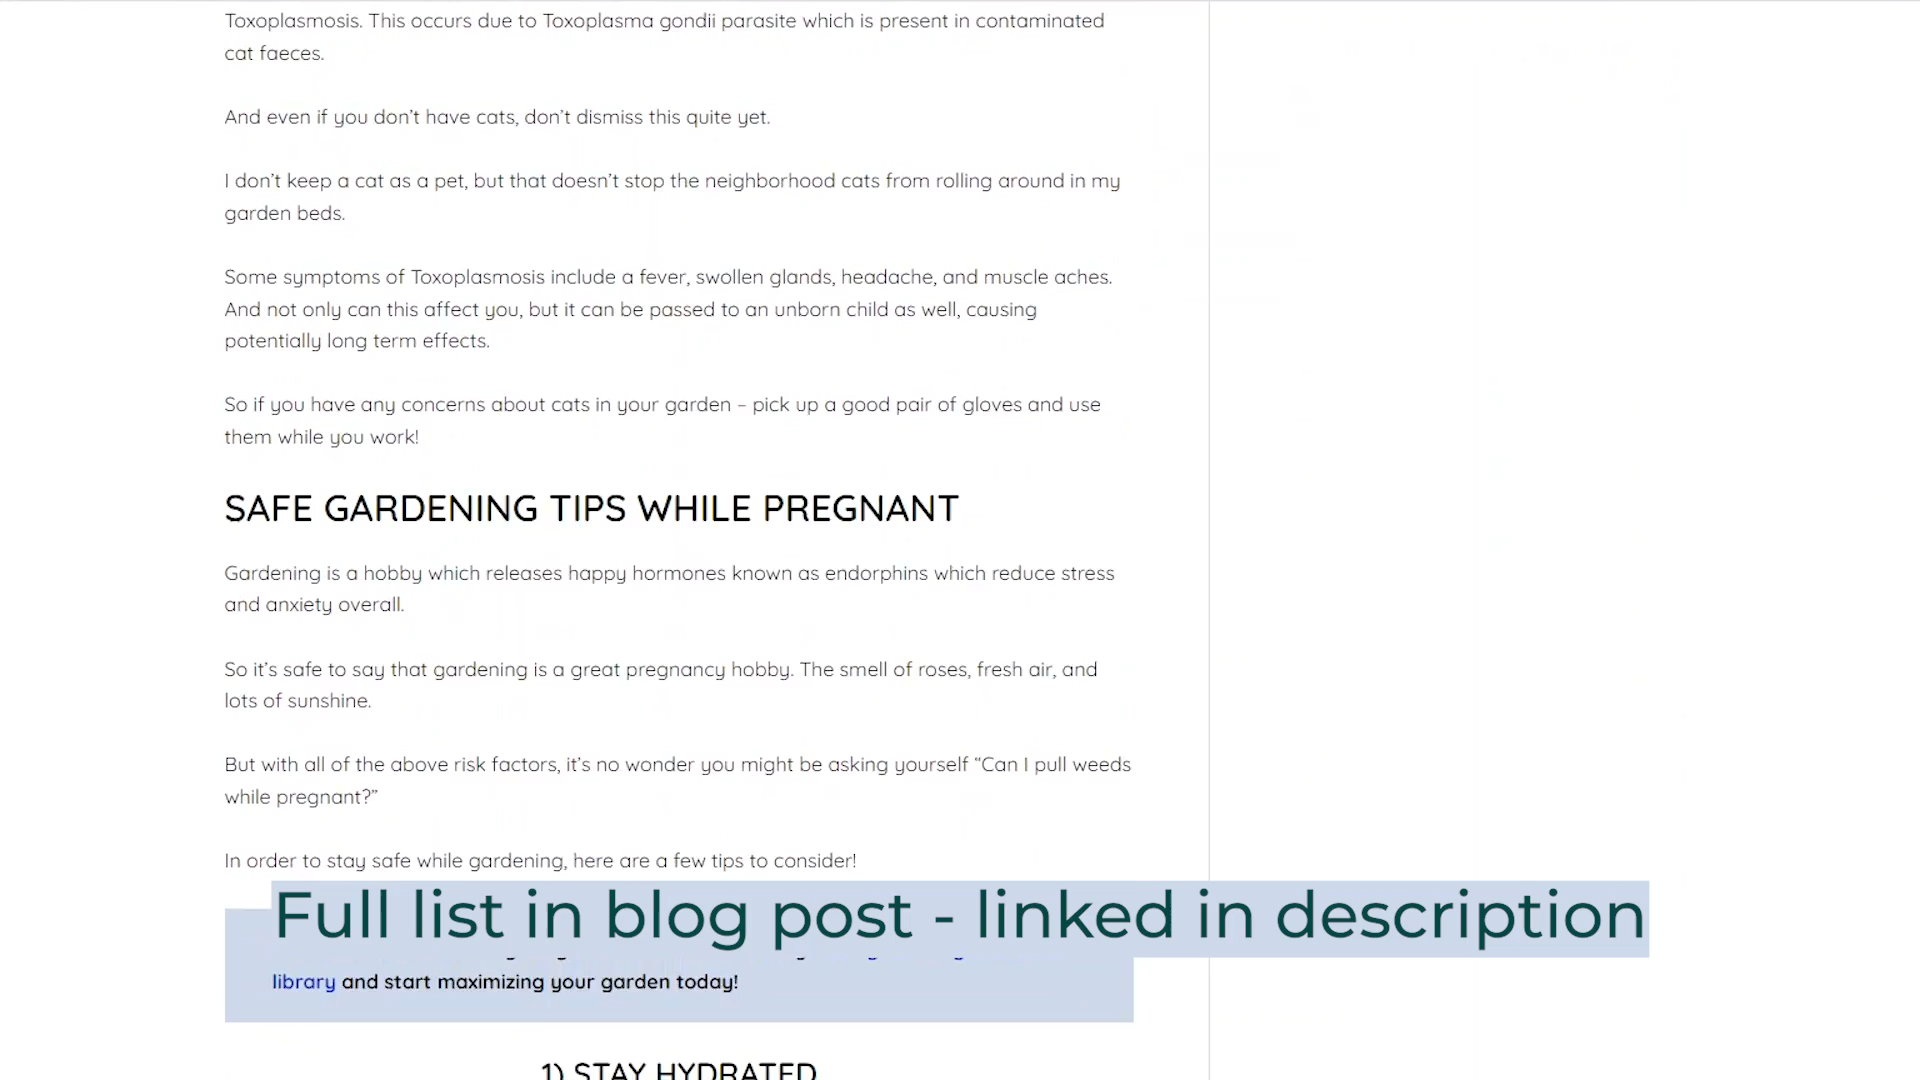 Toxoplasmosis. This occurs due to Toxoplasma gondii parasite which is present in contaminated
cat faeces.
And even if you don’t have cats, don’t dismiss this quite yet.
I don’t keep a cat as a pet, but that doesn’t stop the neighborhood cats from rolling around in my
garden beds.
Some symptoms of Toxoplasmosis include a fever, swollen glands, headache, and muscle aches.
And not only can this affect you, but it can be passed to an unborn child as well, causing
potentially long term effects.
So if you have any concerns about cats in your garden – pick up a good pair of gloves and use
them while you work!
SAFE GARDENING TIPS WHILE PREGNANT
Gardening is a hobby which releases happy hormones known as endorphins which reduce stress
and anxiety overall.
So it’s safe to say that gardening is a great pregnancy hobby. The smell of roses, fresh air, and
lots of sunshine.
But with all of the above risk factors, it’s no wonder you might be asking yourself “Can I pull weeds
while pregnant?”
In order to stay safe while gardening, here are a few tips to consider!
Full list in blog post - linked in description
library and start maximizing your garden today!
1) STAY HYDRATED